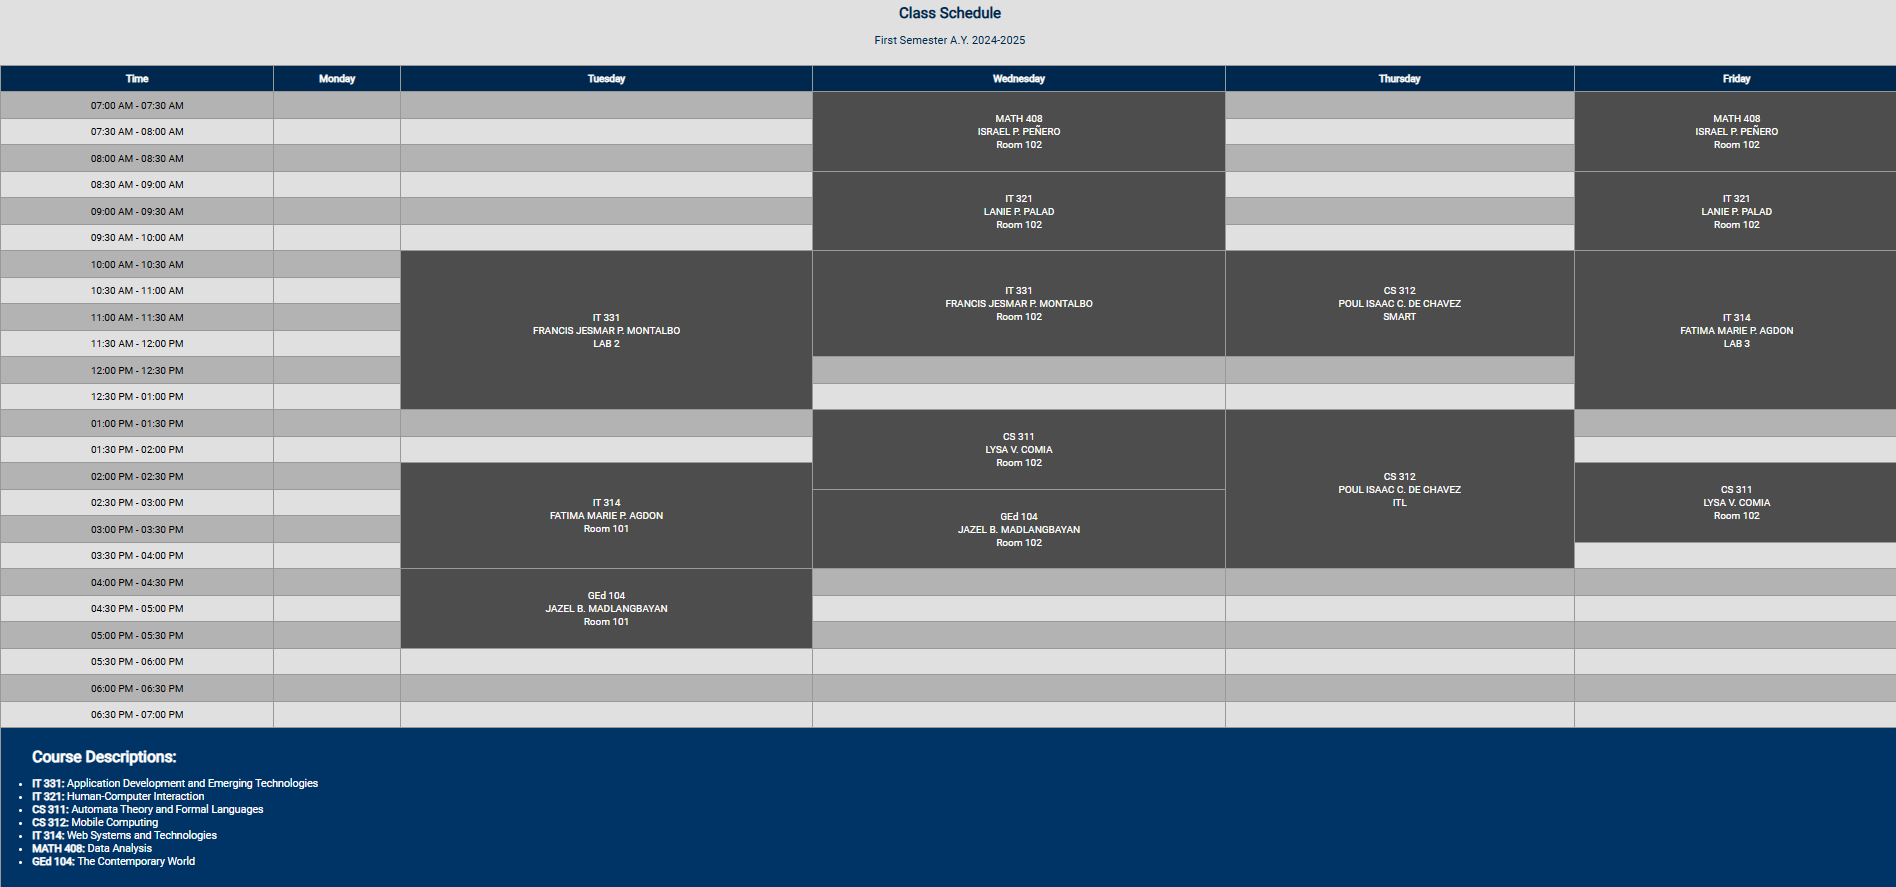 Class Schedule
First Semester A.Y. 2024-2025
Time Monday Tuesday Wednesday Thursday Friday
07:00 AM - 07:30 AM
07:30 AM - 08:00 AM
08:00 AM - 08:30 AM
MATH 408
ISRAEL P. PEÑERO
Room 102
MATH 408
ISRAEL P. PEÑERO
Room 102
08:30 AM - 09:00 AM
09:00 AM - 09:30 AM
09:30 AM - 10:00 AM
IT 321
LANIE P. PALAD
Room 102
IT 321
LANIE P. PALAD
Room 102
10:00 AM - 10:30 AM
10:30 AM - 11:00 AM
11:00 AM - 11:30 AM
11:30 AM - 12:00 PM
12:00 PM - 12:30 PM
12:30 PM - 01:00 PM
IT 331
FRANCIS JESMAR P. MONTALBO
LAB 2
IT 331
FRANCIS JESMAR P. MONTALBO
Room 102
CS 312
POUL ISAAC C. DE CHAVEZ
SMART
IT 314
FATIMA MARIE P. AGDON
LAB 3
01:00 PM - 01:30 PM
01:30 PM - 02:00 PM
02:00 PM - 02:30 PM
02:30 PM - 03:00 PM
03:00 PM - 03:30 PM
03:30 PM - 04:00 PM
IT 314
FATIMA MARIE P. AGDON
Room 101
CS 311
LYSA V. COMIA
Room 102
GEd 104
JAZEL B. MADLANGBAYAN
Room 102
CS 312
POUL ISAAC C. DE CHAVEZ
ITL
CS 311
LYSA V. COMIA
Room 102
04:00 PM - 04:30 PM
04:30 PM - 05:00 PM
05:00 PM - 05:30 PM
GEd 104
JAZEL B. MADLANGBAYAN
Room 101
05:30 PM - 06:00 PM
06:00 PM - 06:30 PM
06:30 PM - 07:00 PM
Course Descriptions:
• IT 331: Application Development and Emerging Technologies
• IT 321: Human-Computer Interaction
• CS 311: Automata Theory and Formal Languages
• CS 312: Mobile Computing
• IT 314: Web Systems and Technologies
• MATH 408: Data Analysis
• GEd 104: The Contemporary World